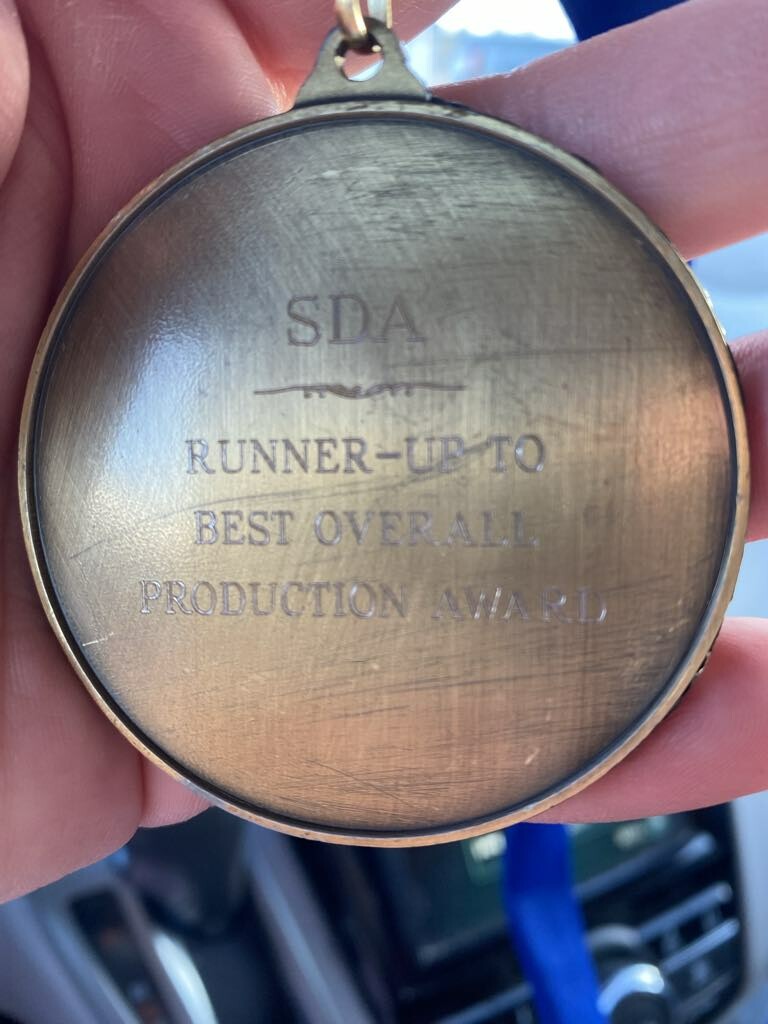 SDA
RUNNER-UP TO
BEST OVERALL
PRODUCTION AWARD